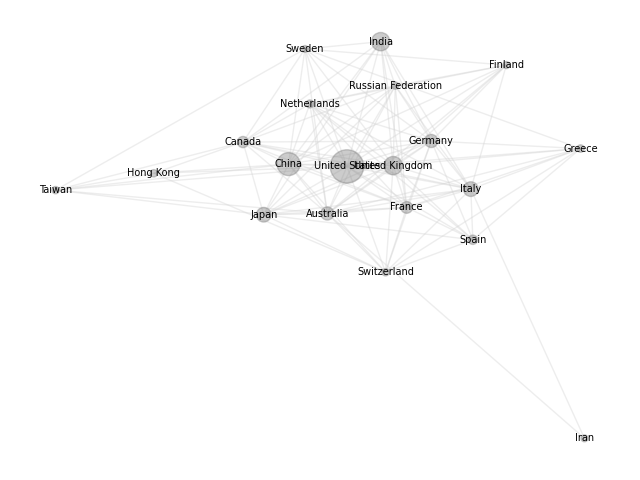 India
Sweden
Finland
Russian Federation
Netherlands
Canada
Germany
Greece
China
United States
United Kingdom
Hong Kong
Taiwan
Italy
Japan
Australia
France
Spain
Switzerland
Iran